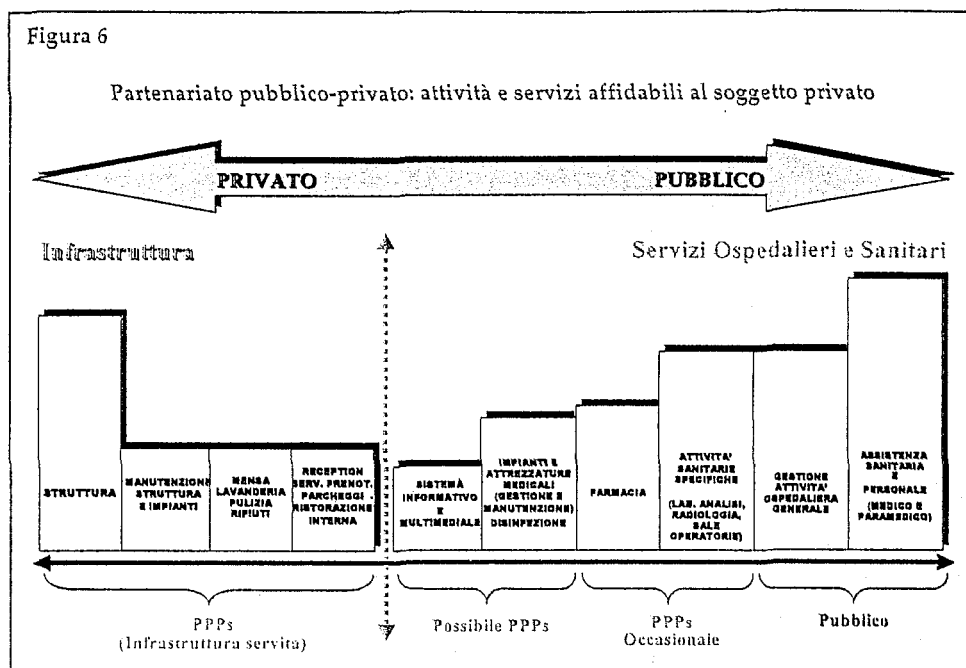 Figura 6
Partenariato pubblico-privato: attività e servizi affidabili al soggetto privato
PRIVATO
PUBBLICO
Infrastruttura
Servizi Ospedalieri e Sanitari
STRUTTURA
MANUTENZIONE
STRUTTURA
E IMPIANTI
MENSA
LAVANDERIA
PULIZIA
RIFIUTI
RECEPTION
SERV. PRENOT.
PARCHEGGI -
RISTORAZIONE
INTERNA
SISTEMA
INFORMATIVO
E
MULTIMEDIALE
IMPIANTI E
ATTREZZATURE
MEDICALI
(GESTIONE E
MANUTENZIONE)
DISINFEZIONE
FARMACIA
ATTIVITA'
SANITARIE
SPECIFICHE
(LAB. ANALISI,
RADIOLOGIA,
SALE
OPERATORIE)
GESTIONE
ATTIVITA'
OSPEDALIERA
GENERALE
ASSISTENZA
SANITARIA
E
PERSONALE
(MEDICO E
PARAMEDICO)
PPPs
(Infrastruttura servita)
Possibile PPPs
PPPs
Occasionale
Pubblico